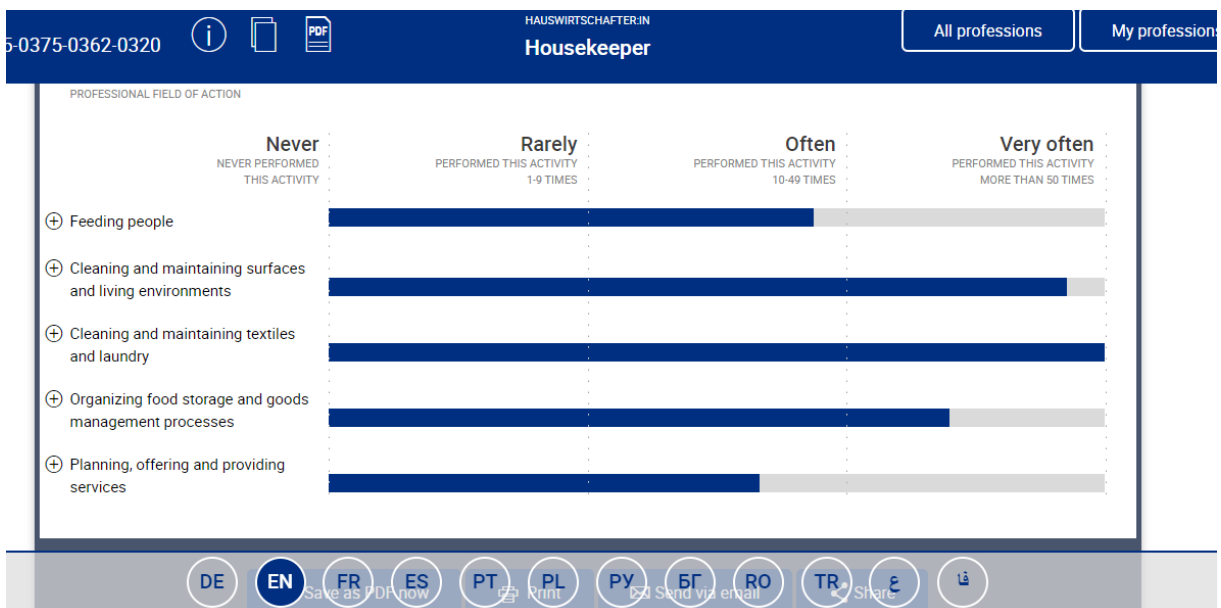 5-0375-0362-0320
PDF
HAUSWIRTSCHAFTER:IN
Housekeeper
All professions
My professions
PROFESSIONAL FIELD OF ACTION
Never
NEVER PERFORMED
THIS ACTIVITY
Rarely
PERFORMED THIS ACTIVITY
1-9 TIMES
Often
PERFORMED THIS ACTIVITY
10-49 TIMES
Very often
PERFORMED THIS ACTIVITY
MORE THAN 50 TIMES
Feeding people
Cleaning and maintaining surfaces
and living environments
Cleaning and maintaining textiles
and laundry
Organizing food storage and goods
management processes
Planning, offering and providing
services
DE EN FR ES PT PL РУ БГ RO TR ع فا
Save as PDF now Print Send via email Share